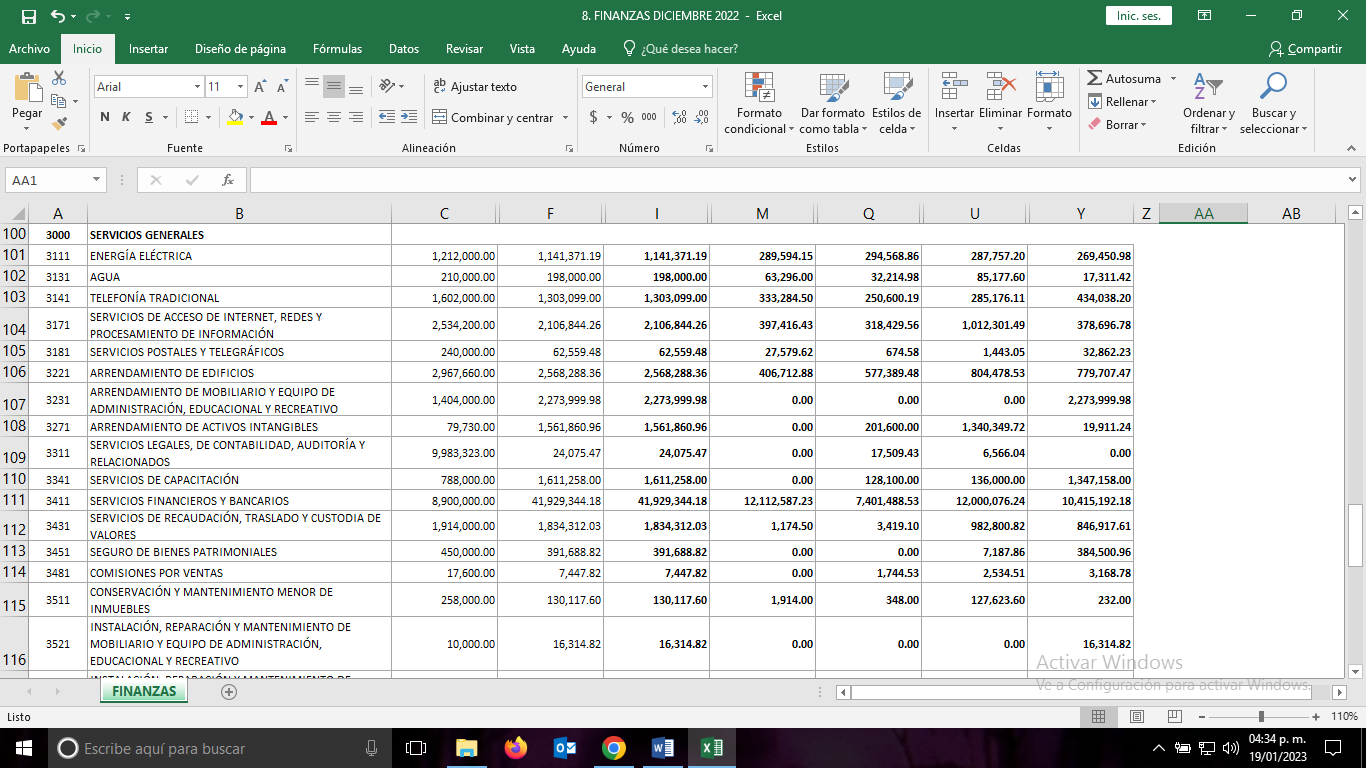 8. FINANZAS DICIEMBRE 2022 - Excel
Inic. ses.
Archivo Inicio Insertar Diseño de página Fórmulas Datos Revisar Vista Ayuda ¿Qué desea hacer? Compartir
Pegar
Arial 11
N K S
Ajustar texto
Combinar y centrar
General
$ % 000
Formato condicional
Dar formato como tabla
Estilos de celda
Insertar Eliminar Formato
Autosuma
Rellenar
Borrar
Ordenar y filtrar
Buscar y seleccionar
Portapapeles Fuente Alineación Número Estilos Celdas Edición
AA1 fx
A B C F I M Q U Y Z AA AB
100 3000 SERVICIOS GENERALES
101 3111 ENERGÍA ELÉCTRICA 1,212,000.00 1,141,371.19 1,141,371.19 289,594.15 294,568.86 287,757.20 269,450.98
102 3131 AGUA 210,000.00 198,000.00 198,000.00 63,296.00 32,214.98 85,177.60 17,311.42
103 3141 TELEFONÍA TRADICIONAL 1,602,000.00 1,303,099.00 1,303,099.00 333,284.50 250,600.19 285,176.11 434,038.20
SERVICIOS DE ACCESO DE INTERNET, REDES Y
104 3171 PROCESAMIENTO DE INFORMACIÓN 2,534,200.00 2,106,844.26 2,106,844.26 397,416.43 318,429.56 1,012,301.49 378,696.78
105 3181 SERVICIOS POSTALES Y TELEGRÁFICOS 240,000.00 62,559.48 62,559.48 27,579.62 674.58 1,443.05 32,862.23
106 3221 ARRENDAMIENTO DE EDIFICIOS 2,967,660.00 2,568,288.36 2,568,288.36 406,712.88 577,389.48 804,478.53 779,707.47
ARRENDAMIENTO DE MOBILIARIO Y EQUIPO DE
107 3231 ADMINISTRACIÓN, EDUCACIONAL Y RECREATIVO 1,404,000.00 2,273,999.98 2,273,999.98 0.00 0.00 0.00 2,273,999.98
108 3271 ARRENDAMIENTO DE ACTIVOS INTANGIBLES 79,730.00 1,561,860.96 1,561,860.96 0.00 201,600.00 1,340,349.72 19,911.24
SERVICIOS LEGALES, DE CONTABILIDAD, AUDITORÍA Y
109 3311 RELACIONADOS 9,983,323.00 24,075.47 24,075.47 0.00 17,509.43 6,566.04 0.00
110 3341 SERVICIOS DE CAPACITACIÓN 788,000.00 1,611,258.00 1,611,258.00 0.00 128,100.00 136,000.00 1,347,158.00
111 3411 SERVICIOS FINANCIEROS Y BANCARIOS 8,900,000.00 41,929,344.18 41,929,344.18 12,112,587.23 7,401,488.53 12,000,076.24 10,415,192.18
SERVICIOS DE RECAUDACIÓN, TRASLADO Y CUSTODIA DE
112 3431 VALORES 1,914,000.00 1,834,312.03 1,834,312.03 1,174.50 3,419.10 982,800.82 846,917.61
113 3451 SEGURO DE BIENES PATRIMONIALES 450,000.00 391,688.82 391,688.82 0.00 0.00 7,187.86 384,500.96
114 3481 COMISIONES POR VENTAS 17,600.00 7,447.82 7,447.82 0.00 1,744.53 2,534.51 3,168.78
CONSERVACIÓN Y MANTENIMIENTO MENOR DE
115 3511 INMUEBLES 258,000.00 130,117.60 130,117.60 1,914.00 348.00 127,623.60 232.00
INSTALACIÓN, REPARACIÓN Y MANTENIMIENTO DE
3521 MOBILIARIO Y EQUIPO DE ADMINISTRACIÓN, 10,000.00 16,314.82 16,314.82 0.00 0.00 0.00 16,314.82
116 EDUCACIONAL Y RECREATIVO
Activar Windows
Ve a Configuración para activar Windows.
FINANZAS
Listo 110%
Escribe aquí para buscar
04:34 p. m.
19/01/2023